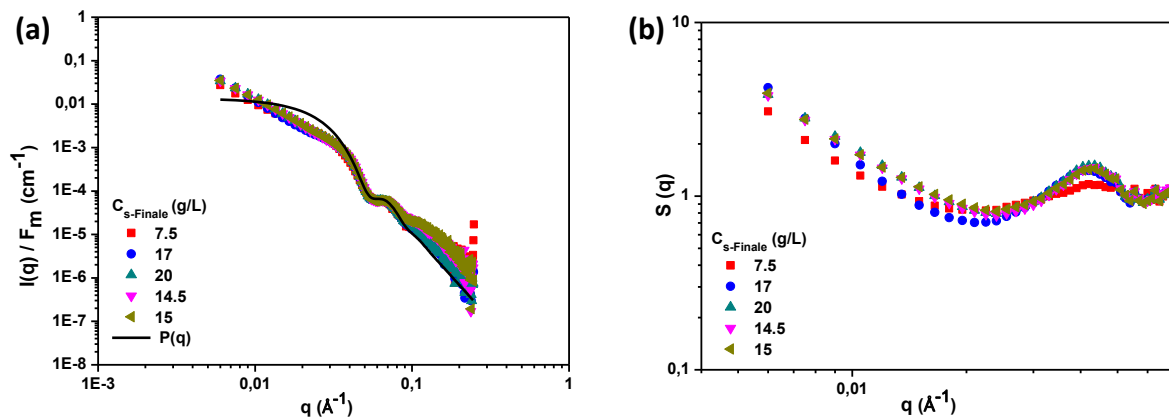 (a)
1
0,1
0,01
1E-3
1E-4
1E-5
1E-6
1E-7
1E-8
I(q) / F_m (cm^-1)
C_s-Finale (g/L)
7.5
17
20
14.5
15
P(q)
1E-3
0,01
0,1
1
q (Å^-1)
(b)
10
1
0,1
S (q)
C_s-Finale (g/L)
7.5
17
20
14.5
15
0,01
q (Å^-1)